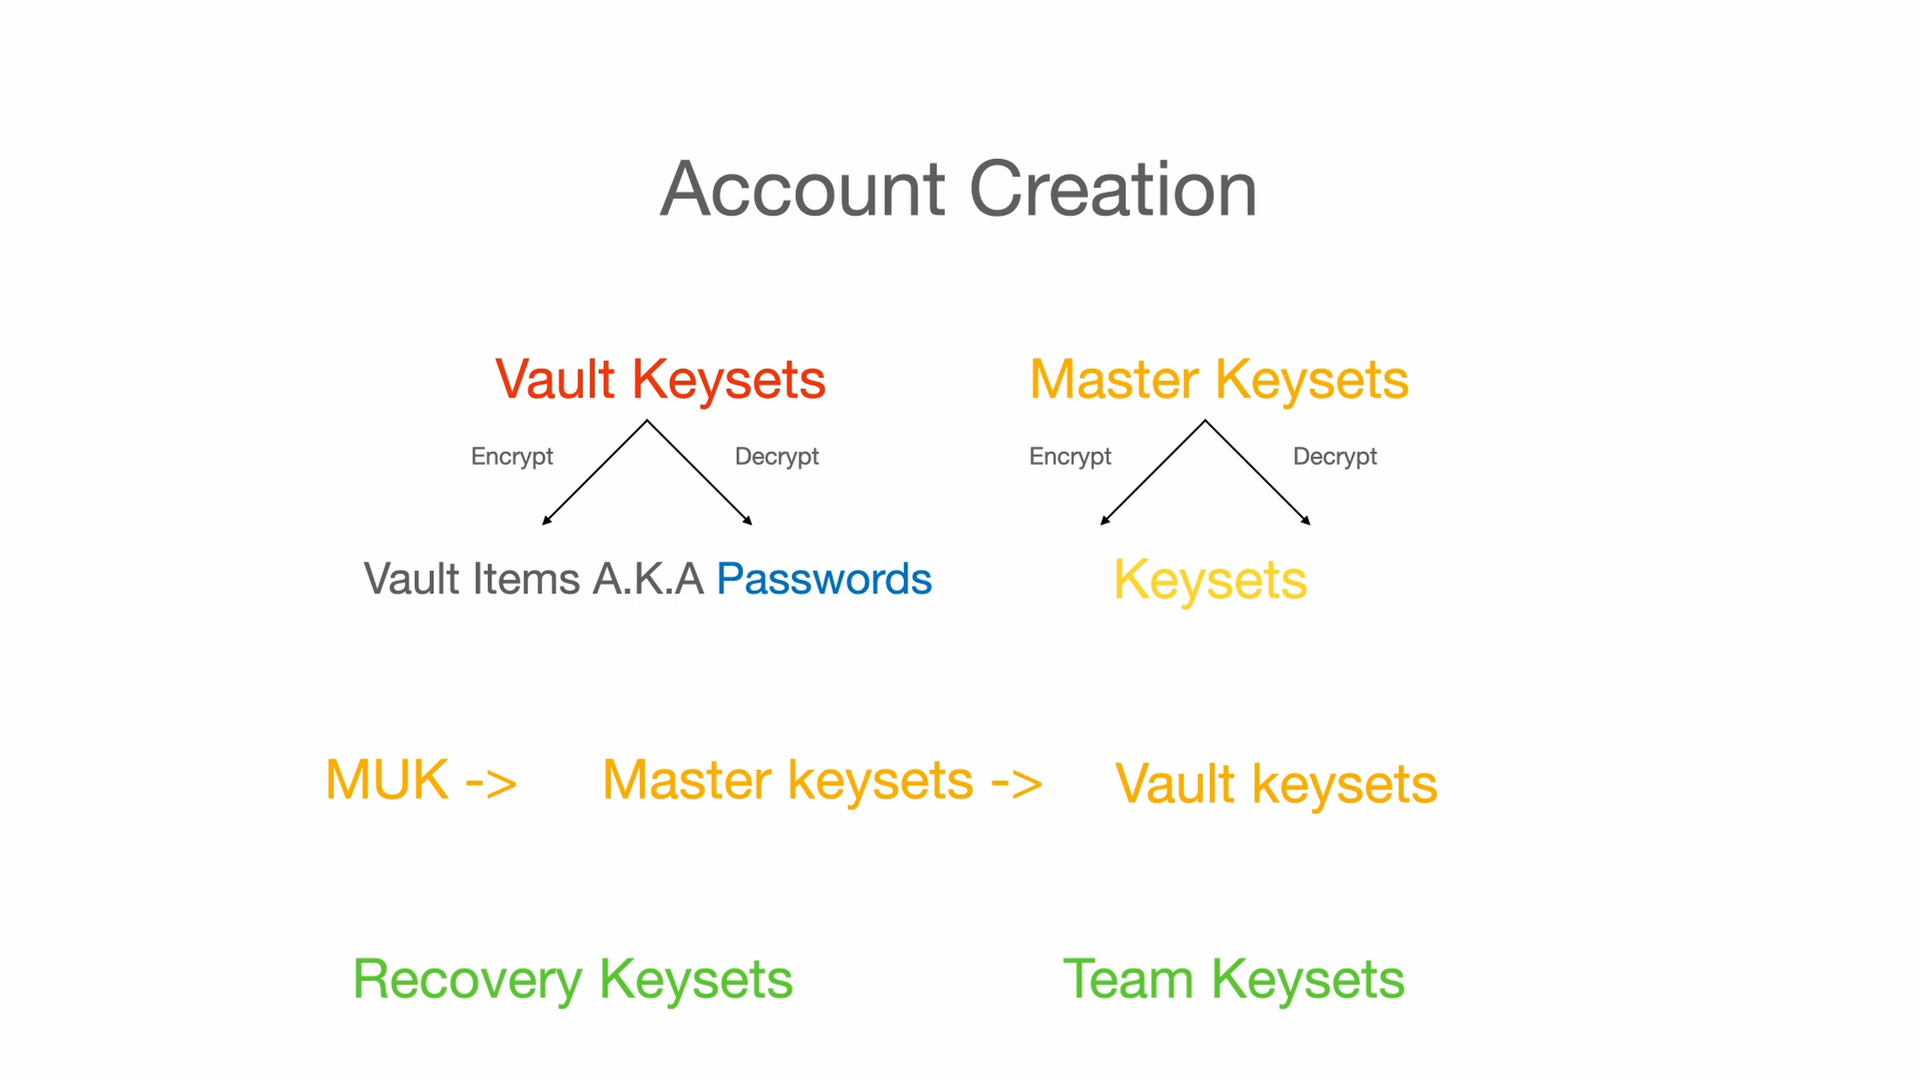 Account Creation
Vault Keysets
Master Keysets
Encrypt
Decrypt
Encrypt
Decrypt
Vault Items A.K.A Passwords
Keysets
MUK -> Master keysets -> Vault keysets
Recovery Keysets
Team Keysets